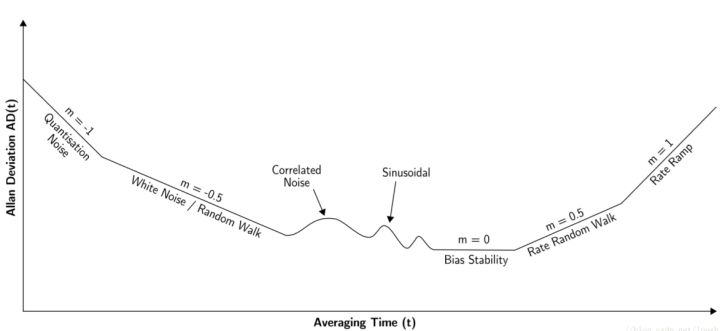 Allan Deviation AD(t)
m = -1
Quantisation
Noise
m = -0.5
White Noise / Random Walk
Correlated
Noise
Sinusoidal
m = 0
Bias Stability
m = 0.5
Rate Random Walk
m = 1
Rate Ramp
Averaging Time (t)